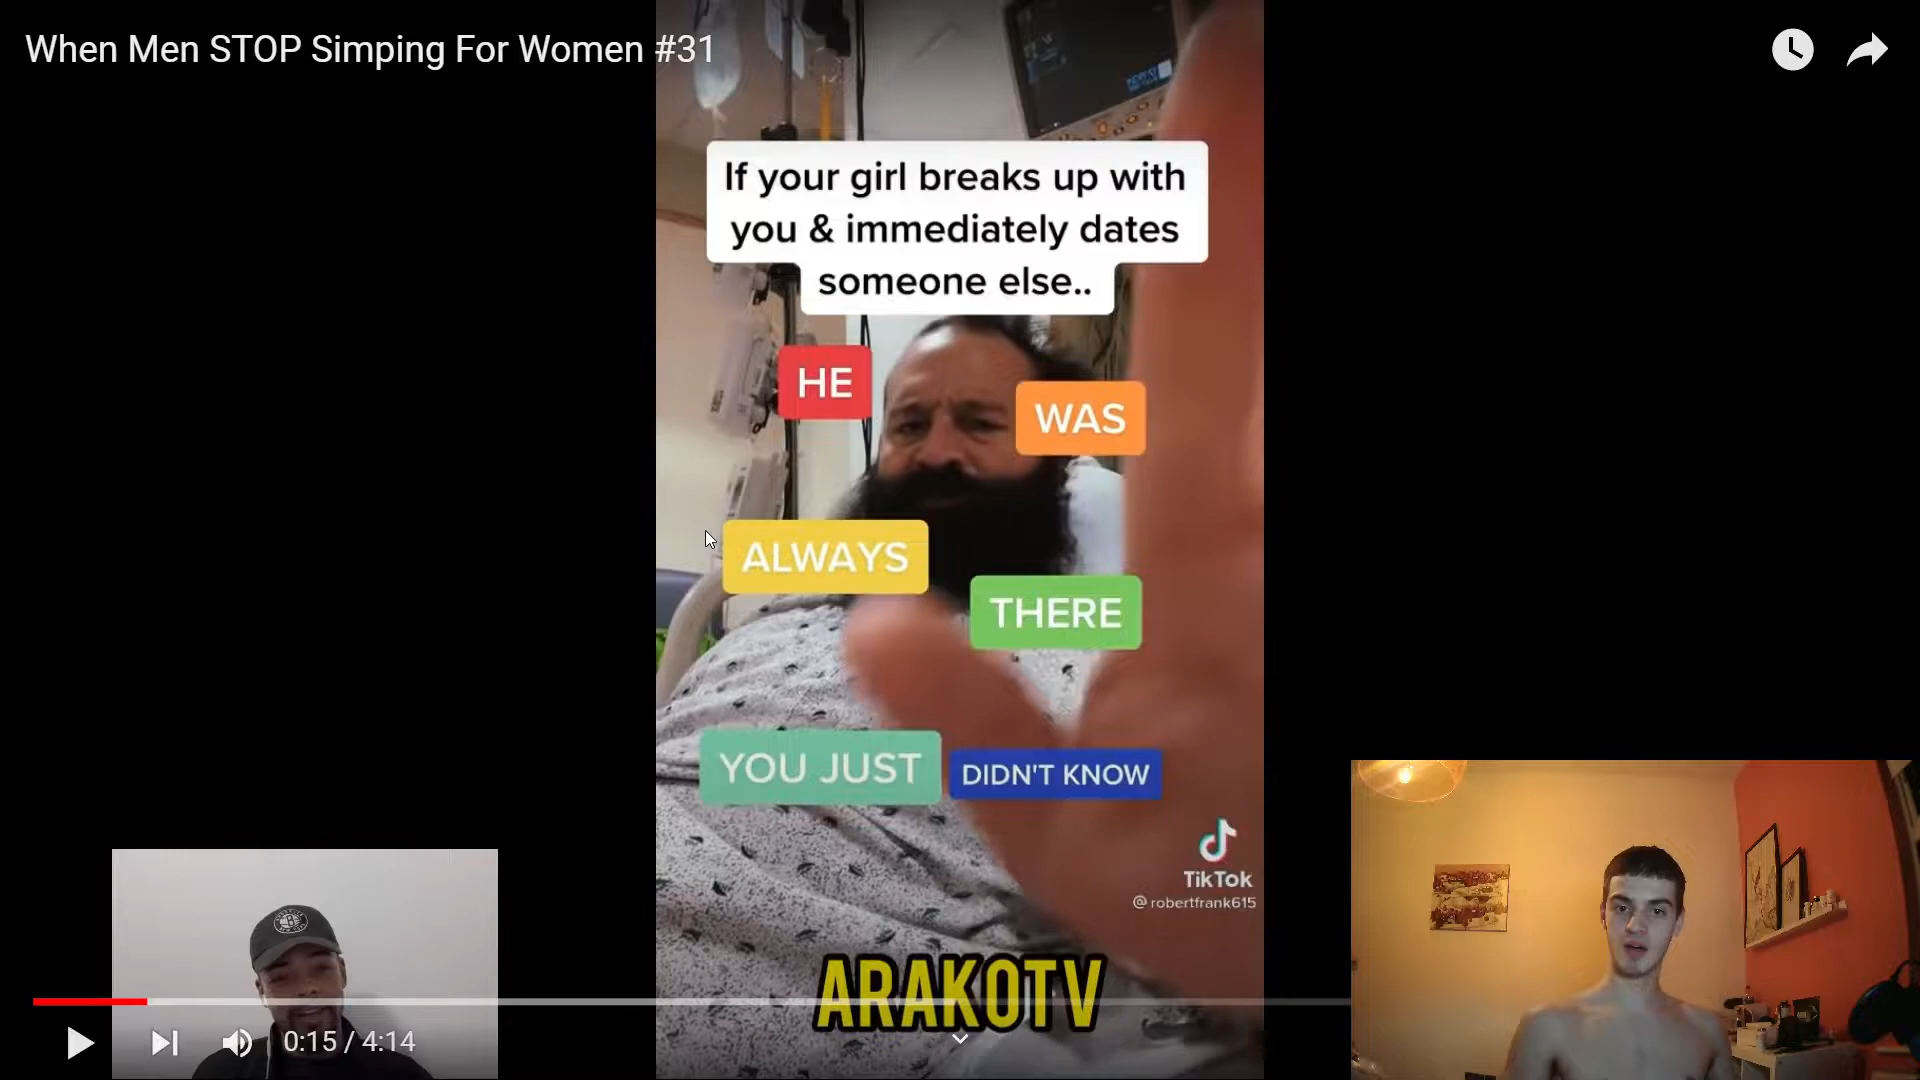 When Men STOP Simping For Women #31
If your girl breaks up with
you & immediately dates
someone else..
HE
WAS
ALWAYS
THERE
YOU JUST
DIDN'T KNOW
TikTok
@robertfrank615
ARAKOTV
0:15 / 4:14